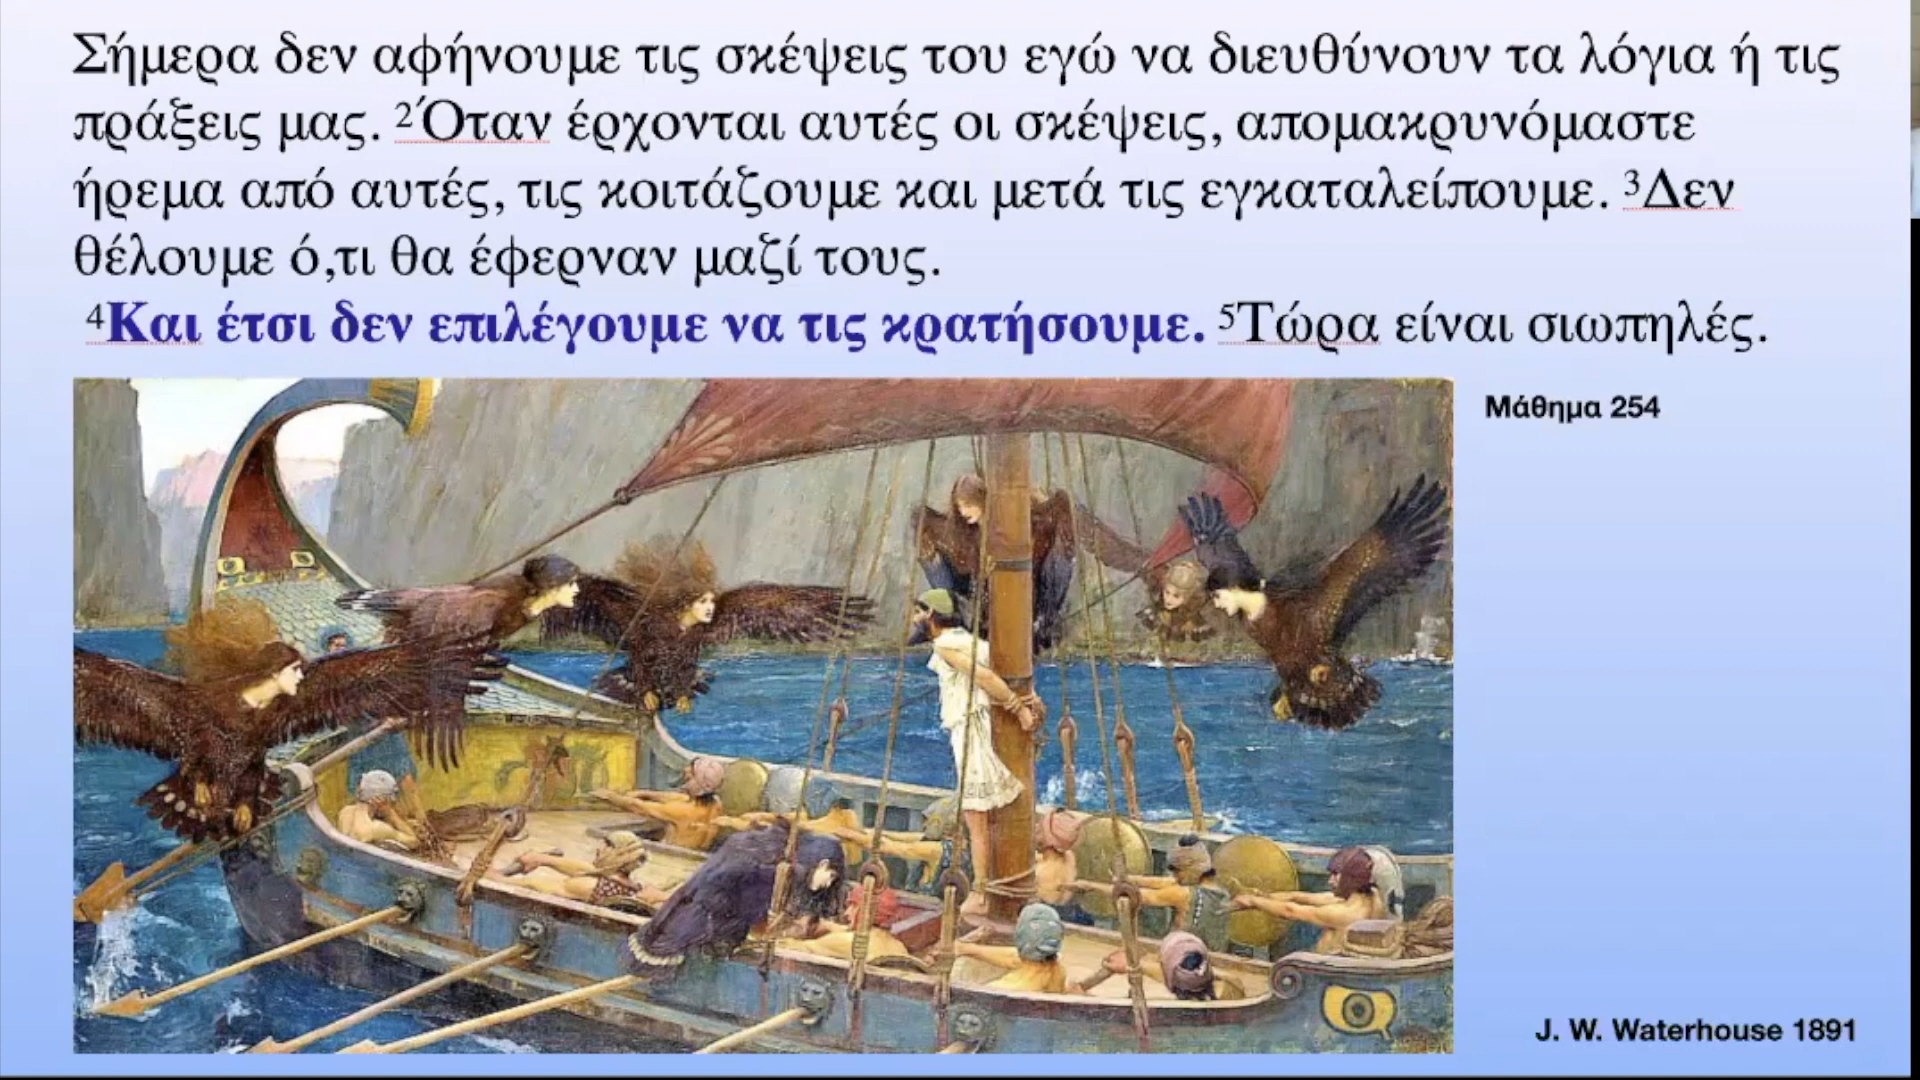 Σήμερα δεν αφήνουμε τις σκέψεις του εγώ να διευθύνουν τα λόγια ή τις
πράξεις μας. ²Όταν έρχονται αυτές οι σκέψεις, απομακρυνόμαστε
ήρεμα από αυτές, τις κοιτάζουμε και μετά τις εγκαταλείπουμε. ³Δεν
θέλουμε ό,τι θα έφερναν μαζί τους.
⁴Και έτσι δεν επιλέγουμε να τις κρατήσουμε. ⁵Τώρα είναι σιωπηλές.
Μάθημα 254
J. W. Waterhouse 1891